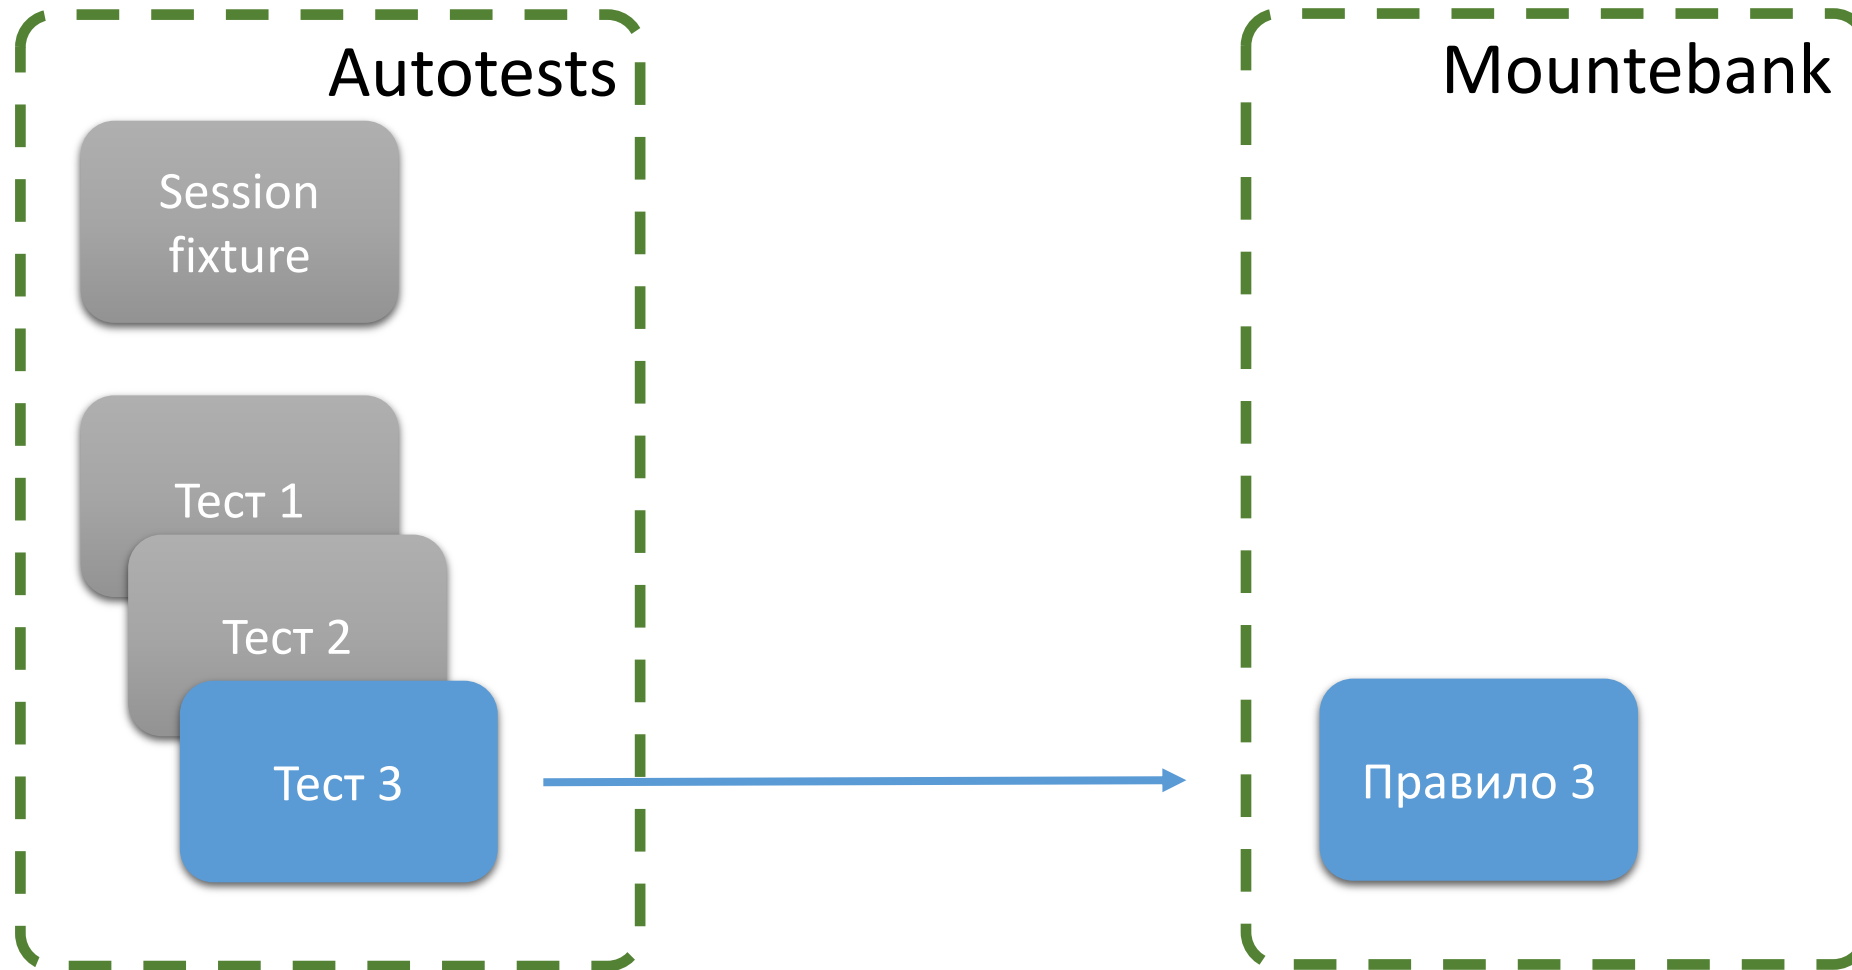 Autotests
Session
fixture
Тест 1
Тест 2
Тест 3
Mountebank
Правило 3